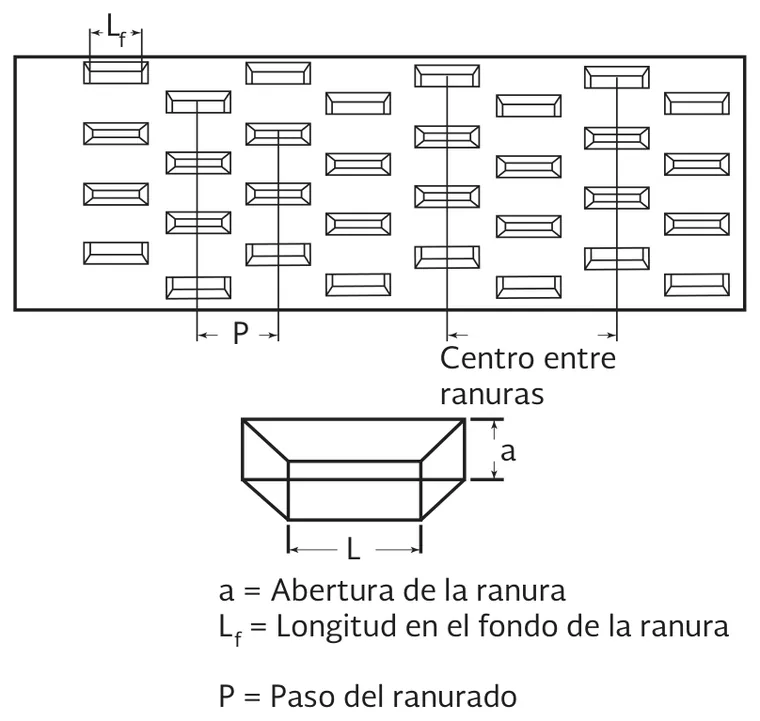 Lf
P
Centro entre
ranuras
a
L
a = Abertura de la ranura
Lf = Longitud en el fondo de la ranura
P = Paso del ranurado